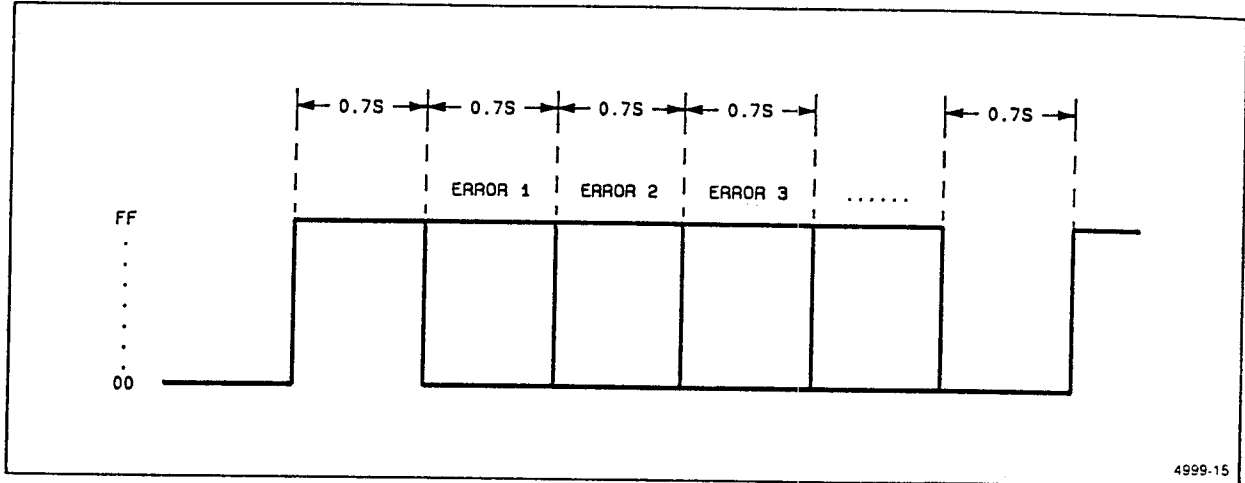 0.7S 0.7S 0.7S 0.7S 0.7S
ERROR 1 ERROR 2 ERROR 3 ......
FF
00
4999-15